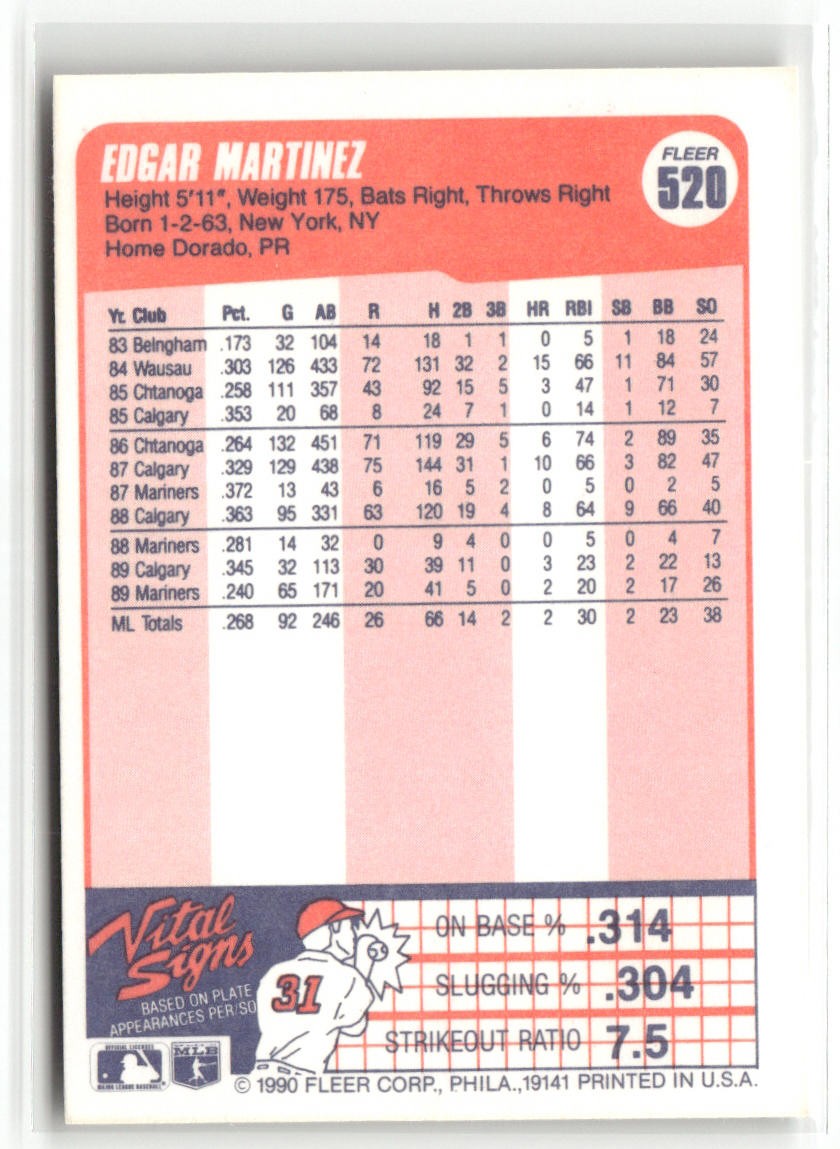 EDGAR MARTINEZ
FLEER
520
Height 5'11", Weight 175, Bats Right, Throws Right
Born 1-2-63, New York, NY
Home Dorado, PR
Yr. Club Pct. G AB R H 2B 3B HR RBI SB BB SO
83 Belngham .173 32 104 14 18 1 1 0 5 1 18 24
84 Wausau .303 126 433 72 131 32 2 15 66 11 84 57
85 Chtanoga .258 111 357 43 92 15 5 3 47 1 71 30
85 Calgary .353 20 68 8 24 7 1 0 14 1 12 7
86 Chtanoga .264 132 451 71 119 29 5 6 74 2 89 35
87 Calgary .329 129 438 75 144 31 1 10 66 3 82 47
87 Mariners .372 13 43 6 16 5 2 0 5 0 2 5
88 Calgary .363 95 331 63 120 19 4 8 64 9 66 40
88 Mariners .281 14 32 0 9 4 0 0 5 0 4 7
89 Calgary .345 32 113 30 39 11 0 3 23 2 22 13
89 Mariners .240 65 171 20 41 5 0 2 20 2 17 26
ML Totals .268 92 246 26 66 14 2 2 30 2 23 38
Vital
Signs
BASED ON PLATE
APPEARANCES PER/SO
31
ON BASE % .314
SLUGGING % .304
STRIKEOUT RATIO 7.5
OFFICIAL LICENSEE
MAJOR LEAGUE BASEBALL
MLB
© 1990 FLEER CORP., PHILA.,19141 PRINTED IN U.S.A.